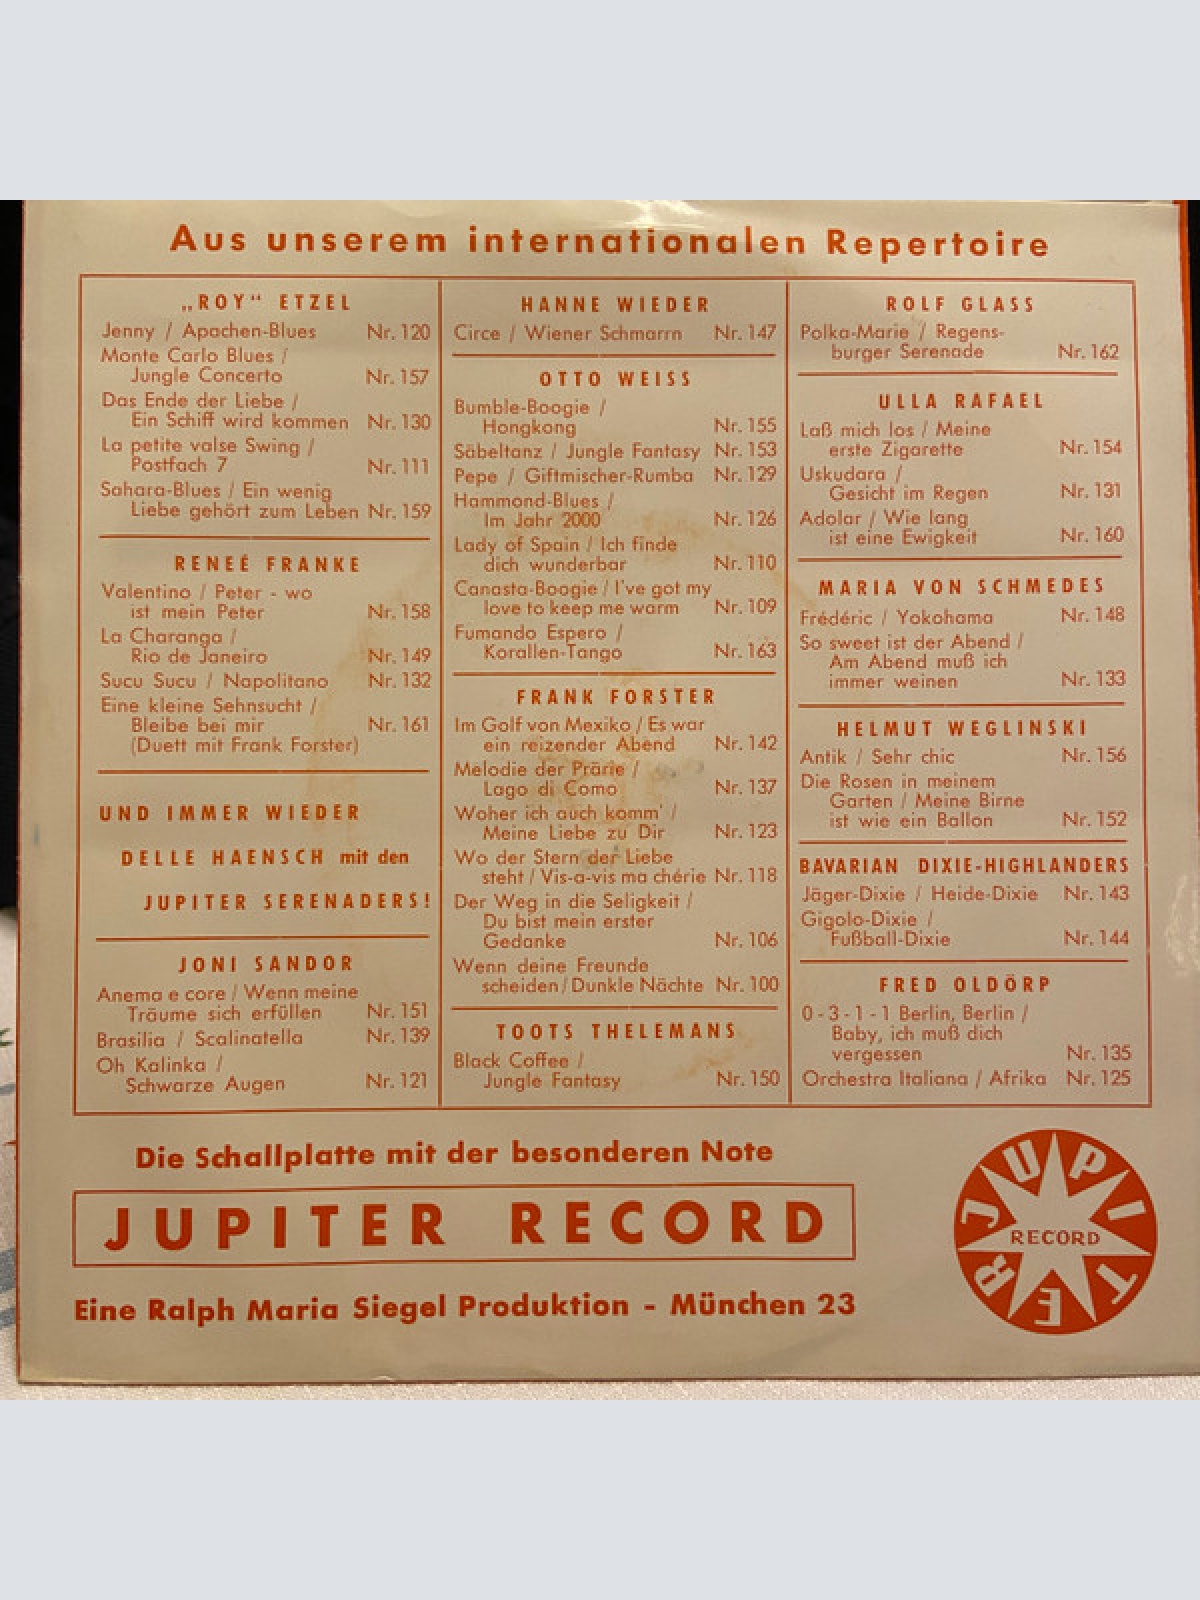 Aus unserem internationalen Repertoire
„ROY“ ETZEL
Jenny / Apachen-Blues Nr. 120
Monte Carlo Blues /
Jungle Concerto Nr. 157
Das Ende der Liebe /
Ein Schiff wird kommen Nr. 130
La petite valse Swing /
Postfach 7 Nr. 111
Sahara-Blues / Ein wenig
Liebe gehört zum Leben Nr. 159
RENEÉ FRANKE
Valentino / Peter - wo
ist mein Peter Nr. 158
La Charanga /
Rio de Janeiro Nr. 149
Sucu Sucu / Napolitano Nr. 132
Eine kleine Sehnsucht /
Bleibe bei mir Nr. 161
(Duett mit Frank Forster)
UND IMMER WIEDER
DELLE HAENSCH mit den
JUPITER SERENADERS!
JONI SANDOR
Anema e core / Wenn meine
Träume sich erfüllen Nr. 151
Brasilia / Scalinatella Nr. 139
Oh Kalinka /
Schwarze Augen Nr. 121
HANNE WIEDER
Circe / Wiener Schmarrn Nr. 147
OTTO WEISS
Bumble-Boogie /
Hongkong Nr. 155
Säbeltanz / Jungle Fantasy Nr. 153
Pepe / Giftmischer-Rumba Nr. 129
Hammond-Blues /
Im Jahr 2000 Nr. 126
Lady of Spain / Ich finde
dich wunderbar Nr. 110
Canasta-Boogie / I've got my
love to keep me warm Nr. 109
Fumando Espero /
Korallen-Tango Nr. 163
FRANK FORSTER
Im Golf von Mexiko / Es war
ein reizender Abend Nr. 142
Melodie der Prärie /
Lago di Como Nr. 137
Woher ich auch komm' /
Meine Liebe zu Dir Nr. 123
Wo der Stern der Liebe
steht / Vis-a-vis ma chérie Nr. 118
Der Weg in die Seligkeit /
Du bist mein erster
Gedanke Nr. 106
Wenn deine Freunde
scheiden / Dunkle Nächte Nr. 100
TOOTS THELEMANS
Black Coffee /
Jungle Fantasy Nr. 150
ROLF GLASS
Polka-Marie / Regens-
burger Serenade Nr. 162
ULLA RAFAEL
Laß mich los / Meine
erste Zigarette Nr. 154
Uskudara /
Gesicht im Regen Nr. 131
Adolar / Wie lang
ist eine Ewigkeit Nr. 160
MARIA VON SCHMEDES
Frédéric / Yokohama Nr. 148
So sweet ist der Abend /
Am Abend muß ich
immer weinen Nr. 133
HELMUT WEGLINSKI
Antik / Sehr chic Nr. 156
Die Rosen in meinem
Garten / Meine Birne
ist wie ein Ballon Nr. 152
BAVARIAN DIXIE-HIGHLANDERS
Jäger-Dixie / Heide-Dixie Nr. 143
Gigolo-Dixie /
Fußball-Dixie Nr. 144
FRED OLDÖRP
0-3-1-1 Berlin, Berlin /
Baby, ich muß dich
vergessen Nr. 135
Orchestra Italiana / Afrika Nr. 125
Die Schallplatte mit der besonderen Note
JUPITER RECORD
Eine Ralph Maria Siegel Produktion - München 23
JUPITER
RECORD